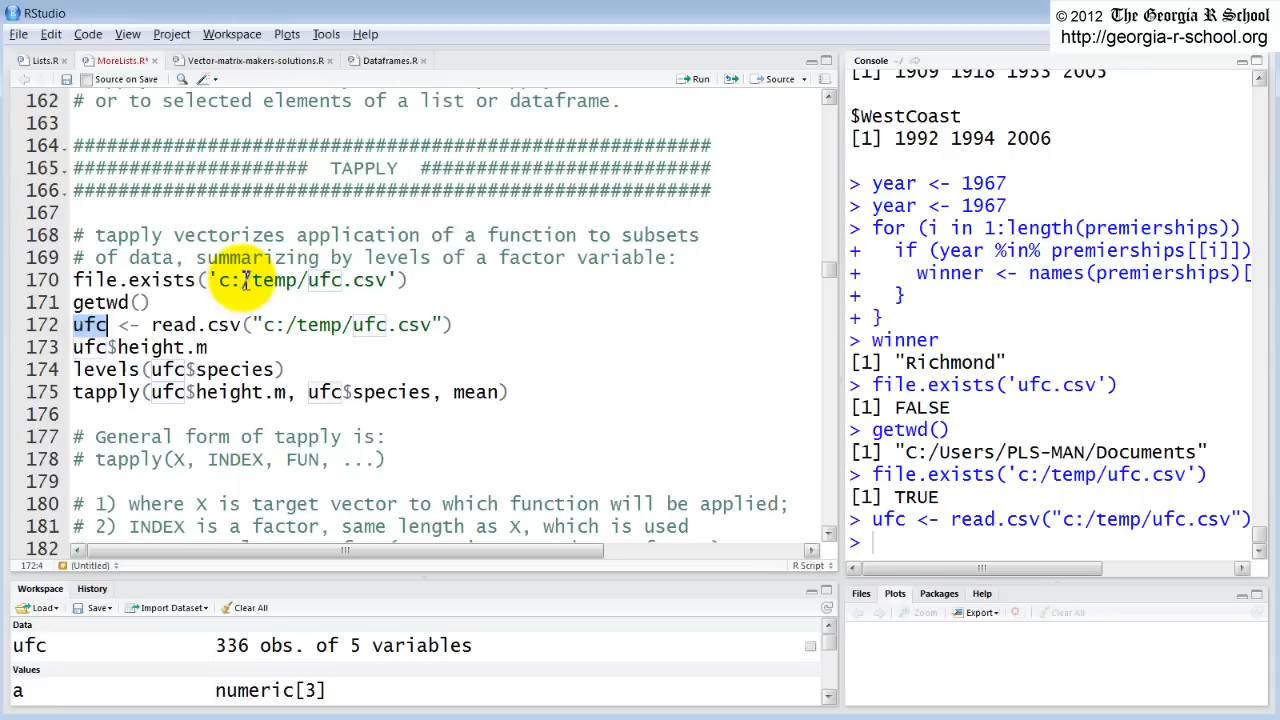 RStudio
© 2012 The Georgia R School
http://georgia-r-school.org
File Edit Code View Project Workspace Plots Tools Help
Lists.R MoreLists.R* Vector-matrix-makers-solutions.R Dataframes.R
Source on Save Run Source
162 # or to selected elements of a list or dataframe.
163
164 ###########################################################
165 ###################### TAPPLY ###########################
166 ###########################################################
167
168 # tapply vectorizes application of a function to subsets
169 # of data, summarizing by levels of a factor variable:
170 file.exists('c:/temp/ufc.csv')
171 getwd()
172 ufc <- read.csv("c:/temp/ufc.csv")
173 ufc$height.m
174 levels(ufc$species)
175 tapply(ufc$height.m, ufc$species, mean)
176
177 # General form of tapply is:
178 # tapply(X, INDEX, FUN, ...)
179
180 # 1) where X is target vector to which function will be applied;
181 # 2) INDEX is a factor, same length as X, which is used
182
172:4 (Untitled) R Script
Workspace History
Load Save Import Dataset Clear All
Data
ufc 336 obs. of 5 variables
Values
a numeric[3]
Console ~/
[1] 1909 1918 1933 2005
$WestCoast
[1] 1992 1994 2006
> year <- 1967
> year <- 1967
> for (i in 1:length(premierships))
+ if (year %in% premierships[[i]])
+ winner <- names(premierships)[
+ }
+ }
> winner
[1] "Richmond"
> file.exists('ufc.csv')
[1] FALSE
> getwd()
[1] "C:/Users/PLS-MAN/Documents"
> file.exists('c:/temp/ufc.csv')
[1] TRUE
> ufc <- read.csv("c:/temp/ufc.csv")
>
Files Plots Packages Help
Zoom Export Clear All